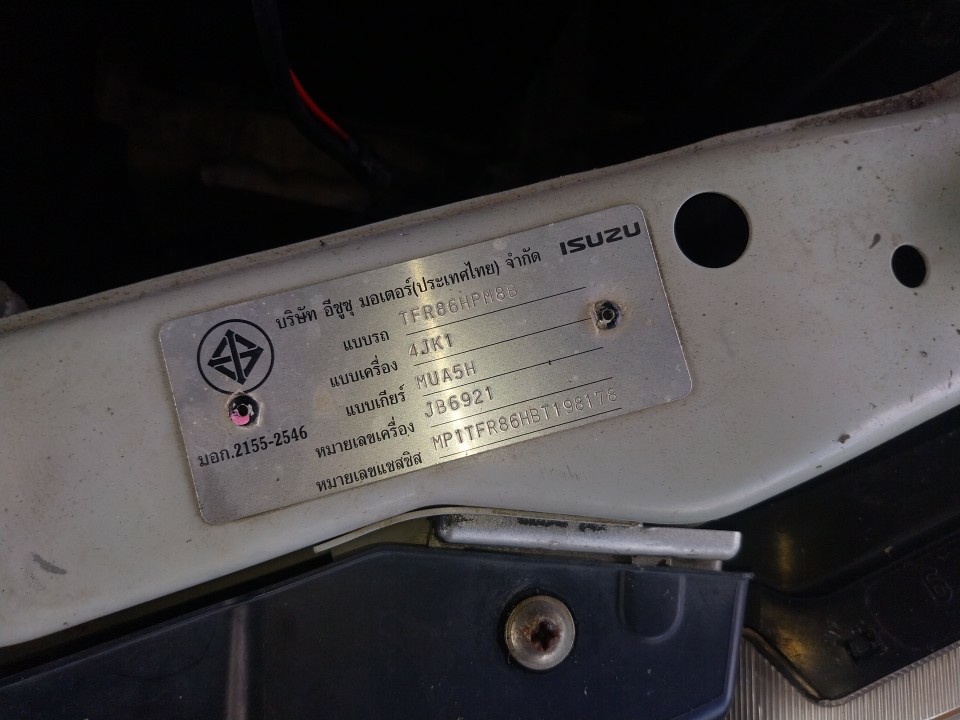 บริษัท อีซูซุ มอเตอร์(ประเทศไทย) จำกัด ISUZU
แบบรถ TFR86HPM8B
แบบเครื่อง 4JK1
แบบเกียร์ MUA5H
หมายเลขเครื่อง JB6921
หมายเลขแชสซิส MP1TFR86HBT198178
มอก.2155-2546